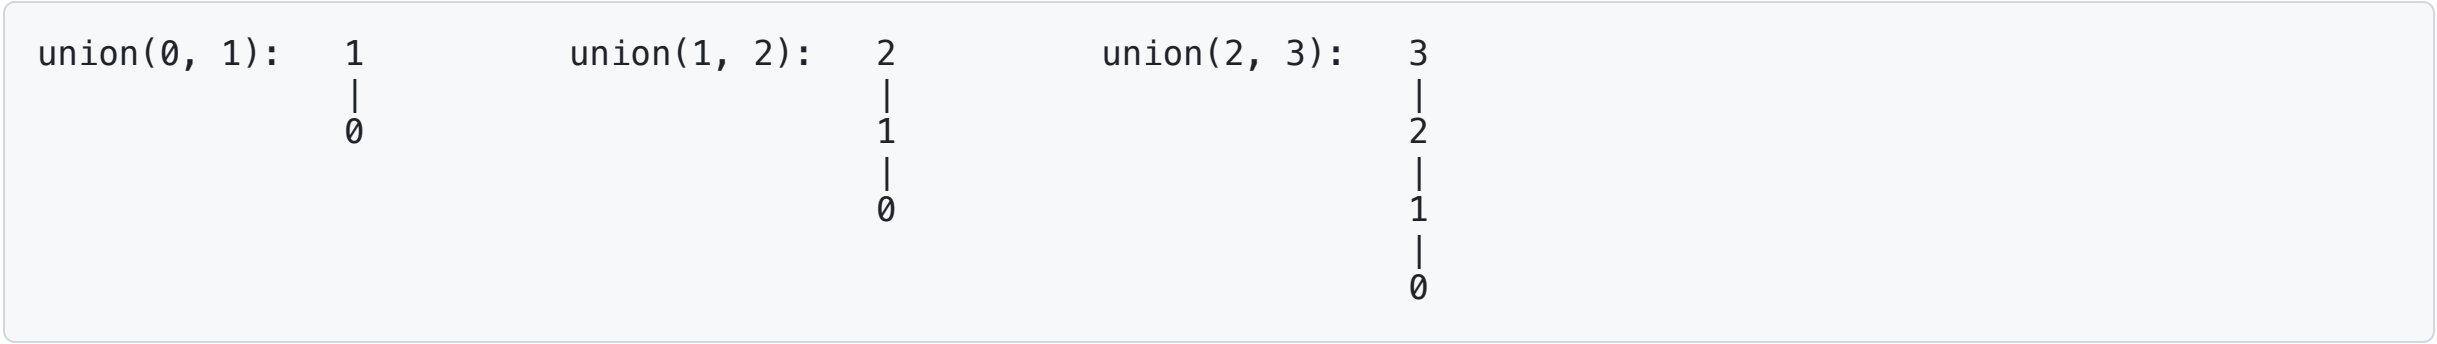 union(0, 1):   1          union(1, 2):   2          union(2, 3):   3
               |                         |                         |
               0                         1                         2
                                         |                         |
                                         0                         1
                                                                   |
                                                                   0